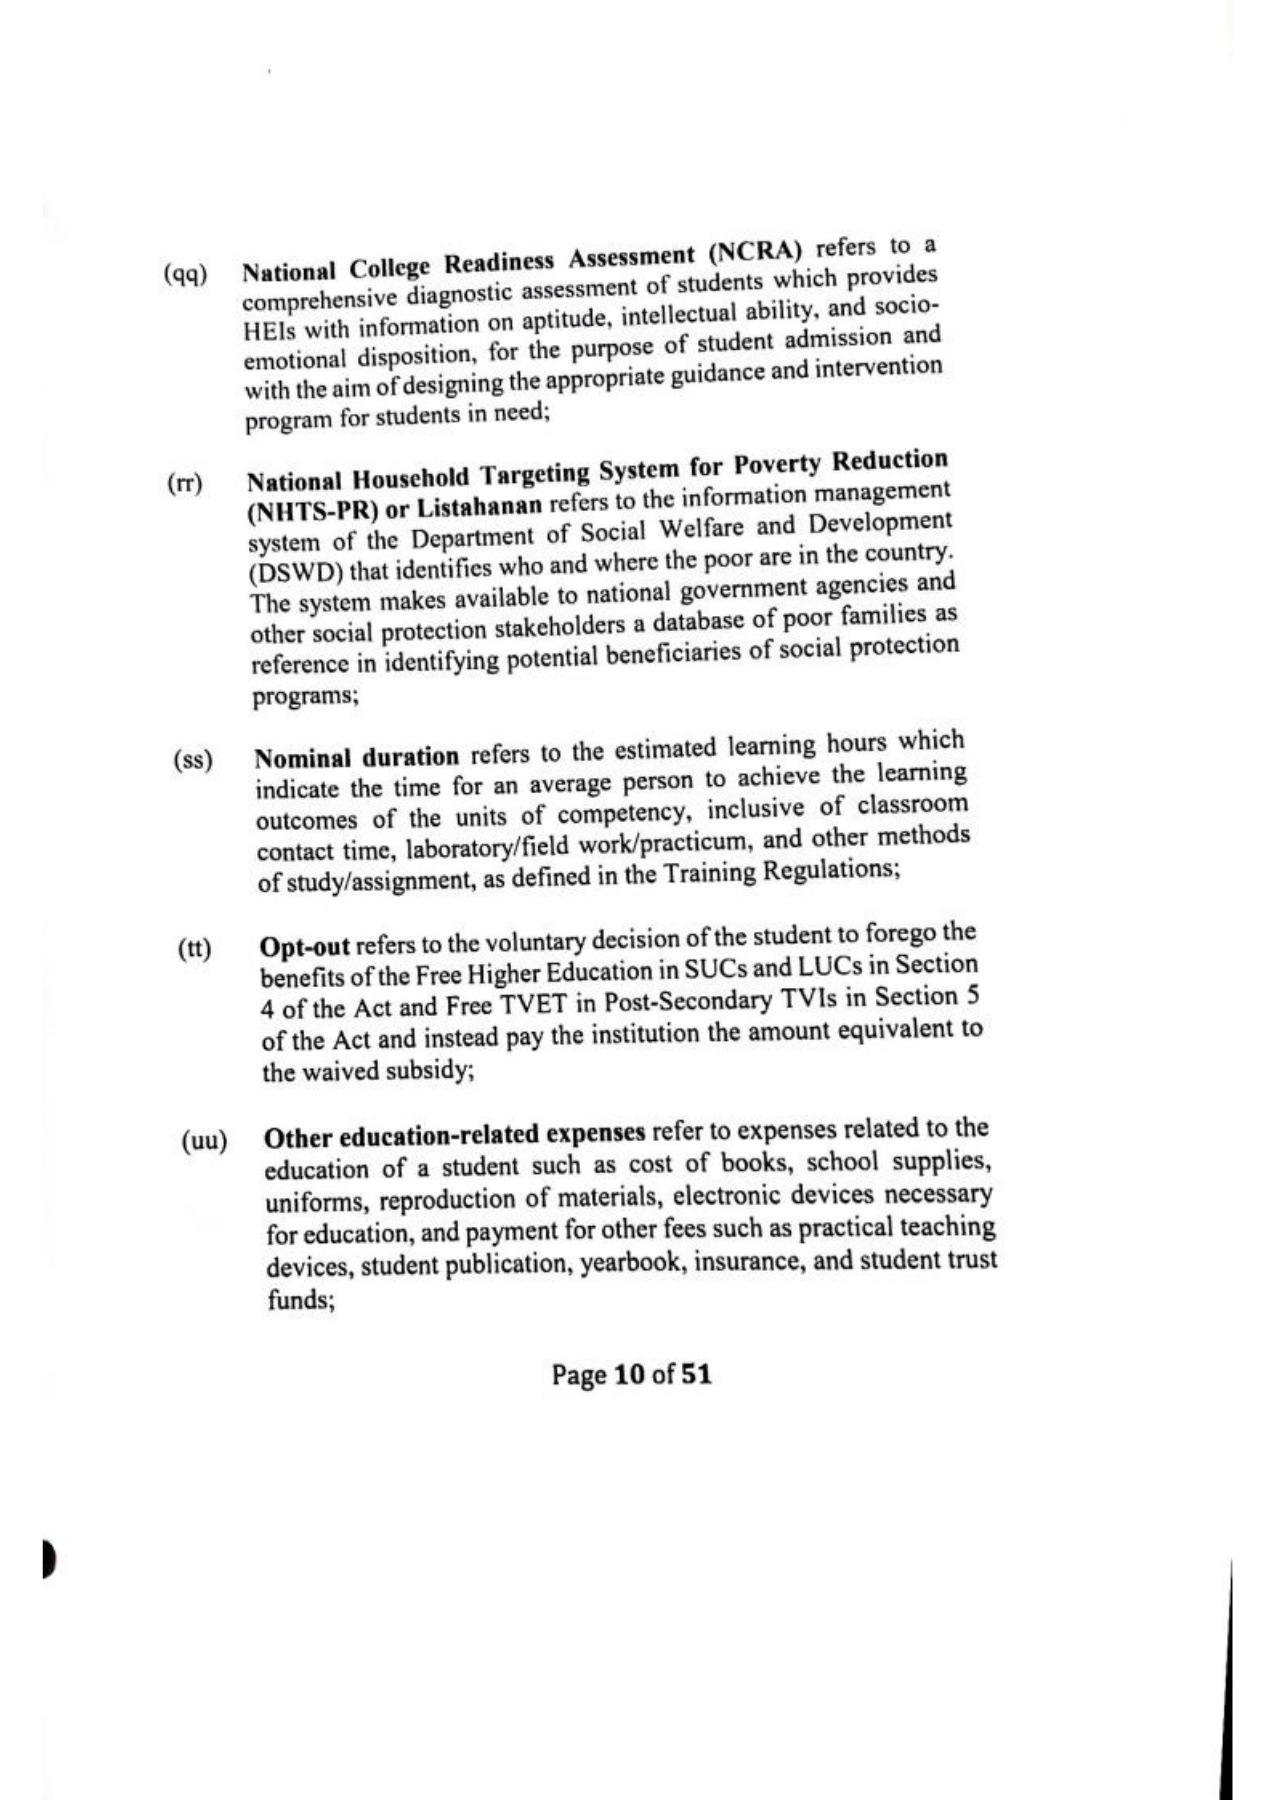 (qq) National College Readiness Assessment (NCRA) refers to a
comprehensive diagnostic assessment of students which provides
HEIs with information on aptitude, intellectual ability, and socio-
emotional disposition, for the purpose of student admission and
with the aim of designing the appropriate guidance and intervention
program for students in need;
(rr) National Household Targeting System for Poverty Reduction
(NHTS-PR) or Listahanan refers to the information management
system of the Department of Social Welfare and Development
(DSWD) that identifies who and where the poor are in the country.
The system makes available to national government agencies and
other social protection stakeholders a database of poor families as
reference in identifying potential beneficiaries of social protection
programs;
(ss) Nominal duration refers to the estimated learning hours which
indicate the time for an average person to achieve the learning
outcomes of the units of competency, inclusive of classroom
contact time, laboratory/field work/practicum, and other methods
of study/assignment, as defined in the Training Regulations;
(tt) Opt-out refers to the voluntary decision of the student to forego the
benefits of the Free Higher Education in SUCs and LUCs in Section
4 of the Act and Free TVET in Post-Secondary TVIs in Section 5
of the Act and instead pay the institution the amount equivalent to
the waived subsidy;
(uu) Other education-related expenses refer to expenses related to the
education of a student such as cost of books, school supplies,
uniforms, reproduction of materials, electronic devices necessary
for education, and payment for other fees such as practical teaching
devices, student publication, yearbook, insurance, and student trust
funds;
Page 10 of 51